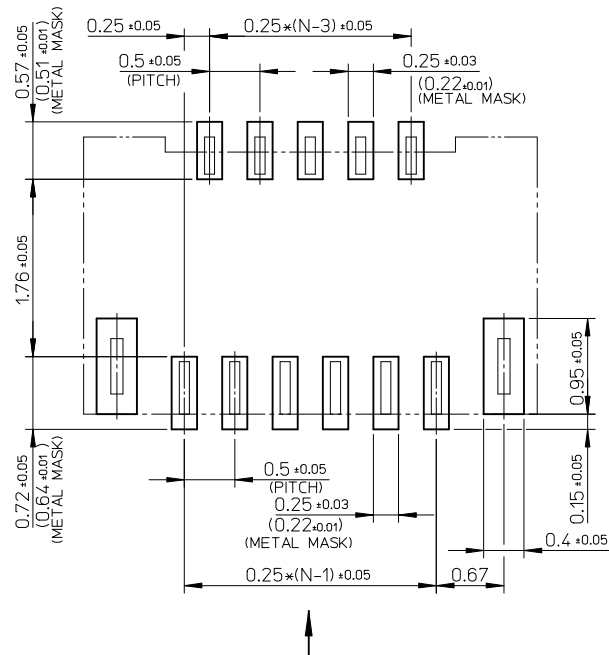 0.25 ±0.05
0.25*(N-3) ±0.05
0.57 ±0.05
(0.51 ±0.01)
(METAL MASK)
0.5 ±0.05
(PITCH)
0.25 ±0.03
(0.22±0.01)
(METAL MASK)
1.76 ±0.05
0.95 ±0.05
0.72 ±0.05
(0.64 ±0.01)
(METAL MASK)
0.5 ±0.05
(PITCH)
0.25 ±0.03
(0.22±0.01)
(METAL MASK)
0.15 ±0.05
0.4 ±0.05
0.25*(N-1) ±0.05
0.67